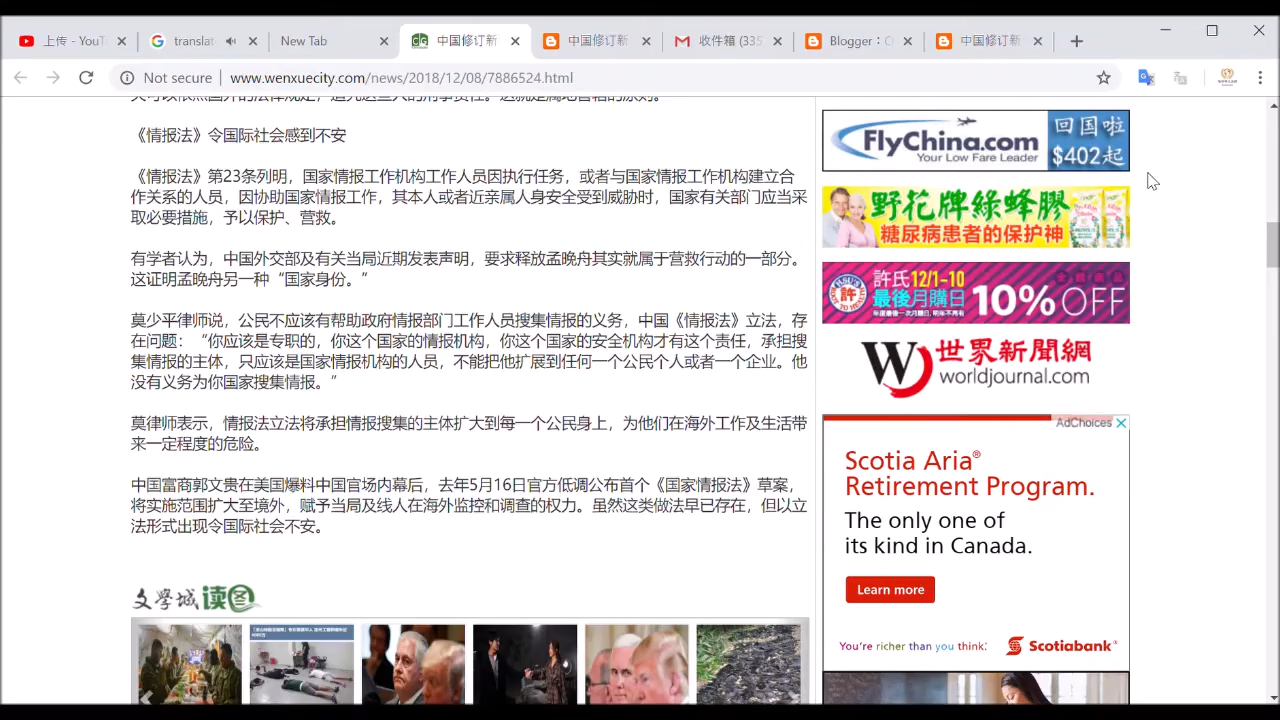 上传 - YouT
translat
New Tab
中国修订新
中国修订新
收件箱 (335
Blogger：C
中国修订新
Not secure
www.wenxuecity.com/news/2018/12/08/7886524.html
《情报法》令国际社会感到不安
《情报法》第23条列明，国家情报工作机构工作人员因执行任务，或者与国家情报工作机构建立合
作关系的人员，因协助国家情报工作，其本人或者近亲属人身安全受到威胁时，国家有关部门应当采
取必要措施，予以保护、营救。
有学者认为，中国外交部及有关当局近期发表声明，要求释放孟晚舟其实就属于营救行动的一部分。
这证明孟晚舟另一种“国家身份。”
莫少平律师说，公民不应该有帮助政府情报部门工作人员搜集情报的义务，中国《情报法》立法，存
在问题：“你应该是专职的，你这个国家的情报机构，你这个国家的安全机构才有这个责任，承担搜
集情报的主体，只应该是国家情报机构的人员，不能把他扩展到任何一个公民个人或者一个企业。他
没有义务为你国家搜集情报。”
莫律师表示，情报法立法将承担情报搜集的主体扩大到每一个公民身上，为他们在海外工作及生活带
来一定程度的危险。
中国富商郭文贵在美国爆料中国官场内幕后，去年5月16日官方低调公布首个《国家情报法》草案，
将实施范围扩大至境外，赋予当局及线人在海外监控和调查的权力。虽然这类做法早已存在，但以立
法形式出现令国际社会不安。
文学城读图
FlyChina.com
Your Low Fare Leader
回国啦
$402起
野花牌綠蜂膠
糖尿病患者的保护神
許氏12/1-10
最後月購日
10% OFF
許
世界新聞網
worldjournal.com
AdChoices
Scotia Aria®
Retirement Program.
The only one of
its kind in Canada.
Learn more
You're richer than you think.
Scotiabank